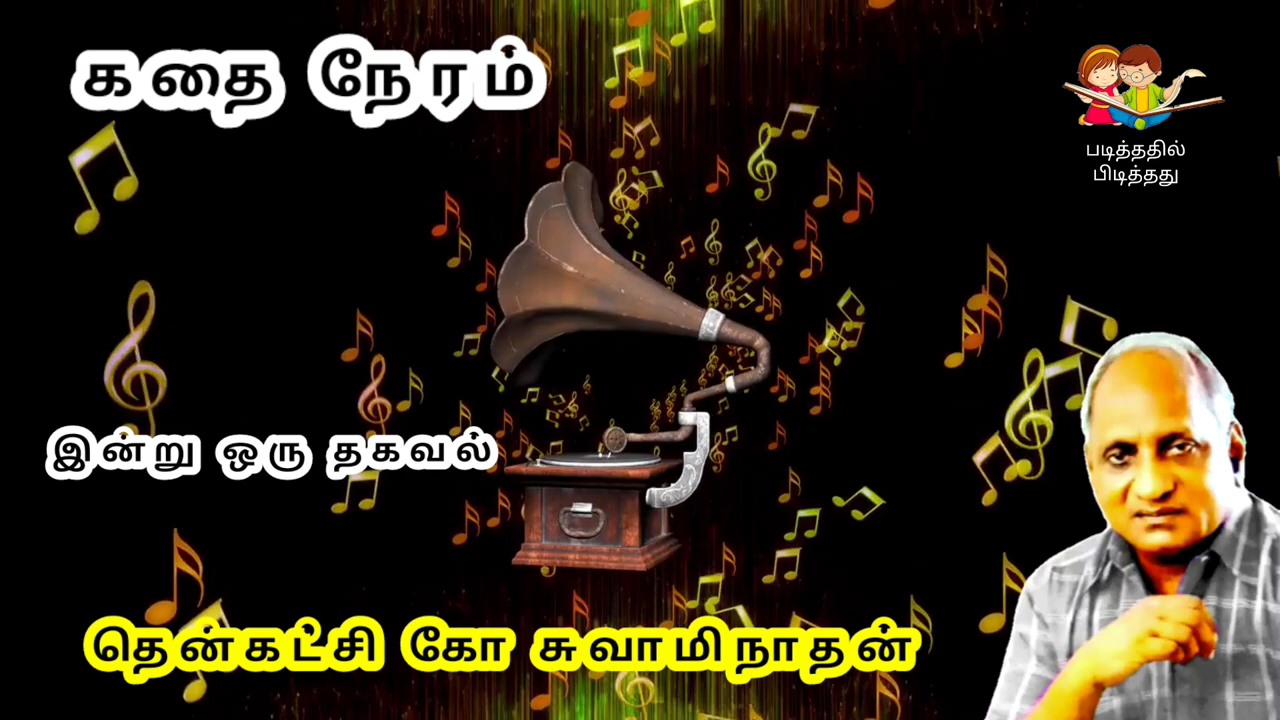 கதை நேரம்
படித்ததில்
பிடித்தது
இன்று ஒரு தகவல்
தென்கட்சி கோ சுவாமிநாதன்